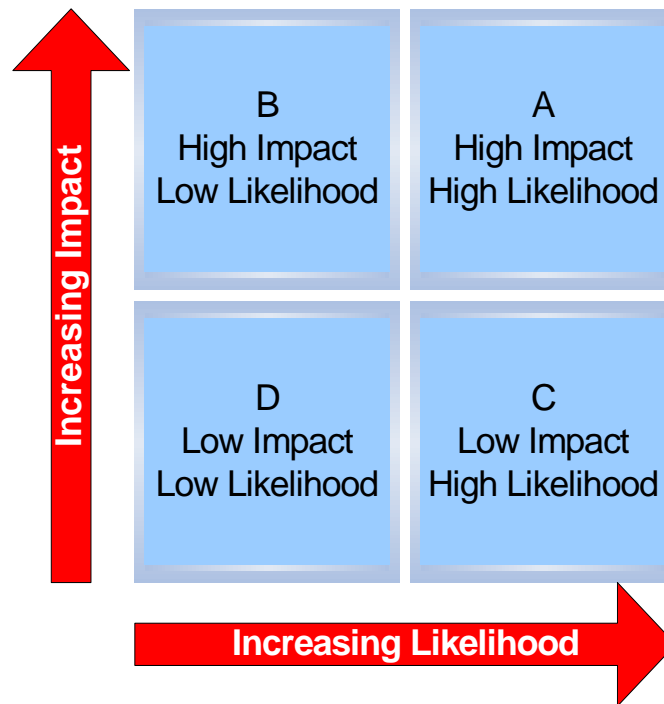 Increasing Impact
B
High Impact
Low Likelihood
A
High Impact
High Likelihood
D
Low Impact
Low Likelihood
C
Low Impact
High Likelihood
Increasing Likelihood